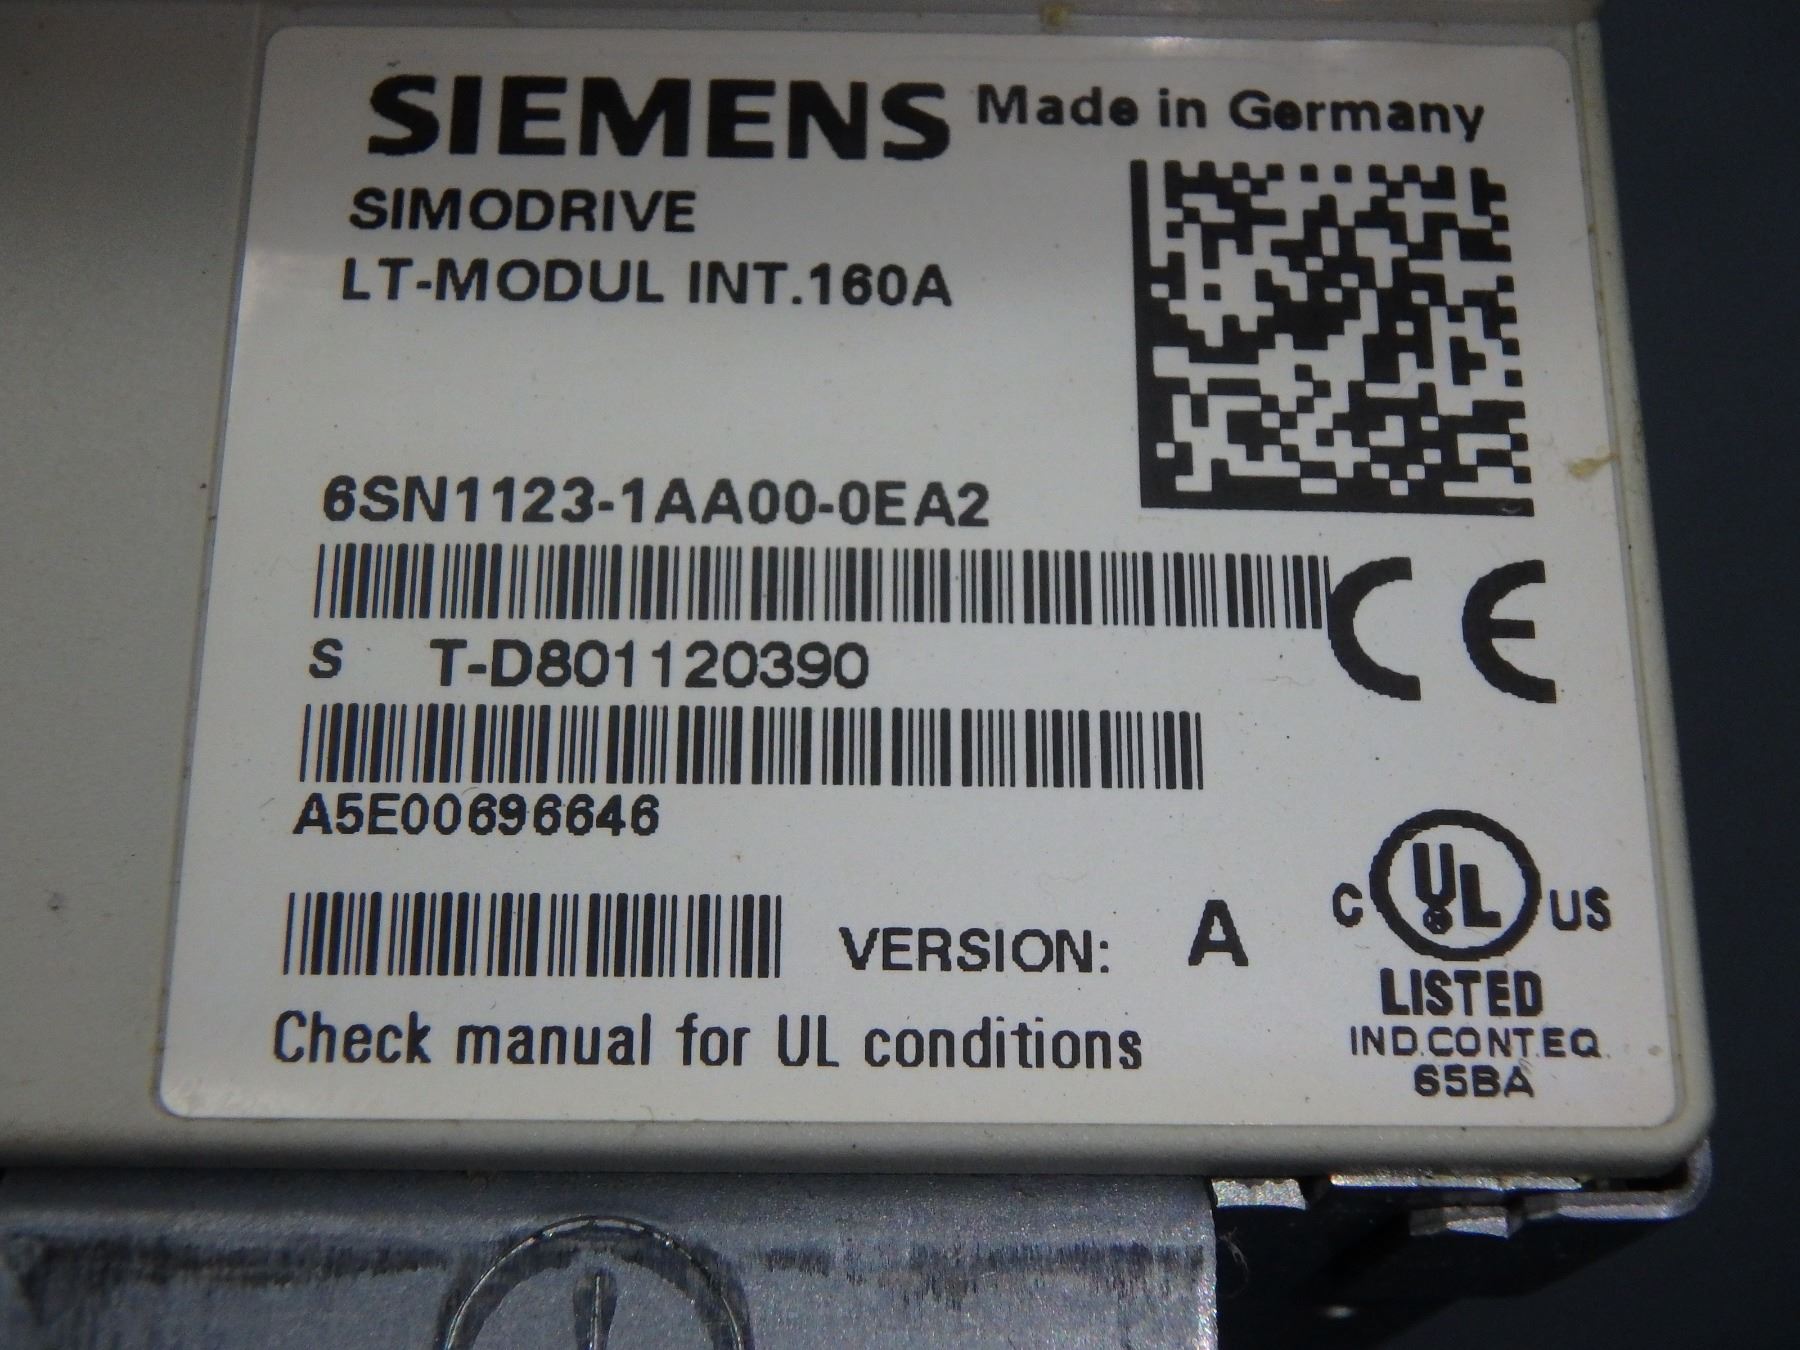 SIEMENS Made in Germany
SIMODRIVE
LT-MODUL INT.160A
6SN1123-1AA00-0EA2
CE
S T-D801120390
A5E00696646
VERSION: A
C UL US
LISTED
IND.CONT.EQ.
65BA
Check manual for UL conditions